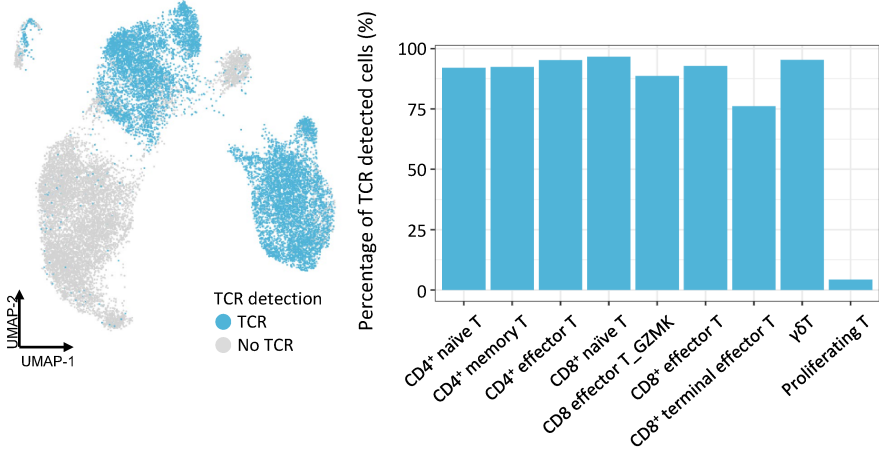 UMAP-2
UMAP-1
TCR detection
TCR
No TCR
Percentage of TCR detected cells (%)
100
75
50
25
0
CD4⁺ naïve T
CD4⁺ memory T
CD4⁺ effector T
CD8⁺ naïve T
CD8 effector T_GZMK
CD8⁺ effector T
CD8⁺ terminal effector T
γδT
Proliferating T